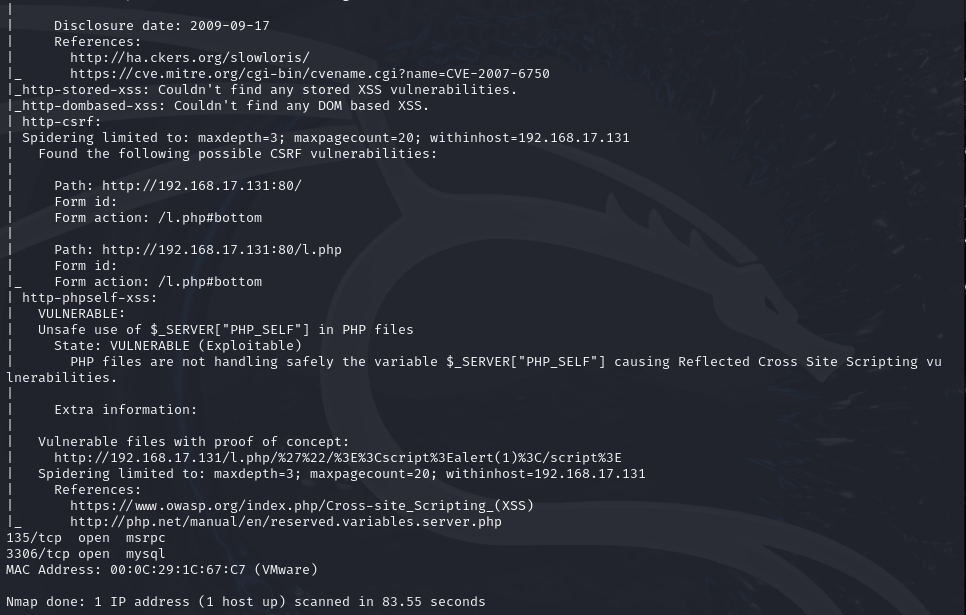 |
|     Disclosure date: 2009-09-17
|     References:
|       http://ha.ckers.org/slowloris/
|_      https://cve.mitre.org/cgi-bin/cvename.cgi?name=CVE-2007-6750
|_http-stored-xss: Couldn't find any stored XSS vulnerabilities.
|_http-dombased-xss: Couldn't find any DOM based XSS.
| http-csrf:
| Spidering limited to: maxdepth=3; maxpagecount=20; withinhost=192.168.17.131
|   Found the following possible CSRF vulnerabilities:
|
|     Path: http://192.168.17.131:80/
|     Form id:
|     Form action: /l.php#bottom
|
|     Path: http://192.168.17.131:80/l.php
|     Form id:
|_    Form action: /l.php#bottom
| http-phpself-xss:
|   VULNERABLE:
|   Unsafe use of $_SERVER["PHP_SELF"] in PHP files
|     State: VULNERABLE (Exploitable)
|       PHP files are not handling safely the variable $_SERVER["PHP_SELF"] causing Reflected Cross Site Scripting vu
lnerabilities.
|
|     Extra information:
|
|   Vulnerable files with proof of concept:
|     http://192.168.17.131/l.php/%27%22/%3E%3Cscript%3Ealert(1)%3C/script%3E
|   Spidering limited to: maxdepth=3; maxpagecount=20; withinhost=192.168.17.131
|     References:
|       https://www.owasp.org/index.php/Cross-site_Scripting_(XSS)
|_      http://php.net/manual/en/reserved.variables.server.php
135/tcp  open  msrpc
3306/tcp open  mysql
MAC Address: 00:0C:29:1C:67:C7 (VMware)

Nmap done: 1 IP address (1 host up) scanned in 83.55 seconds